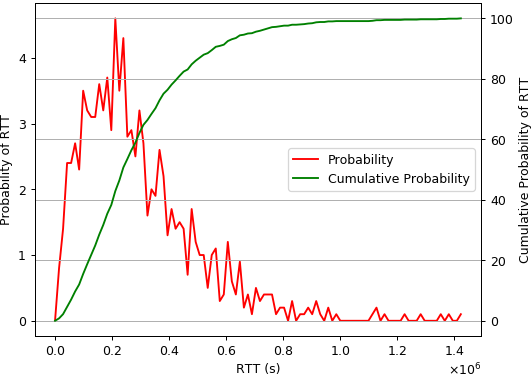 Probability of RTT
4
3
2
1
0
Probability
Cumulative Probability
100
80
60
40
20
0
Cumulative Probability of RTT
0.0 0.2 0.4 0.6 0.8 1.0 1.2 1.4
RTT (s)
×10⁶